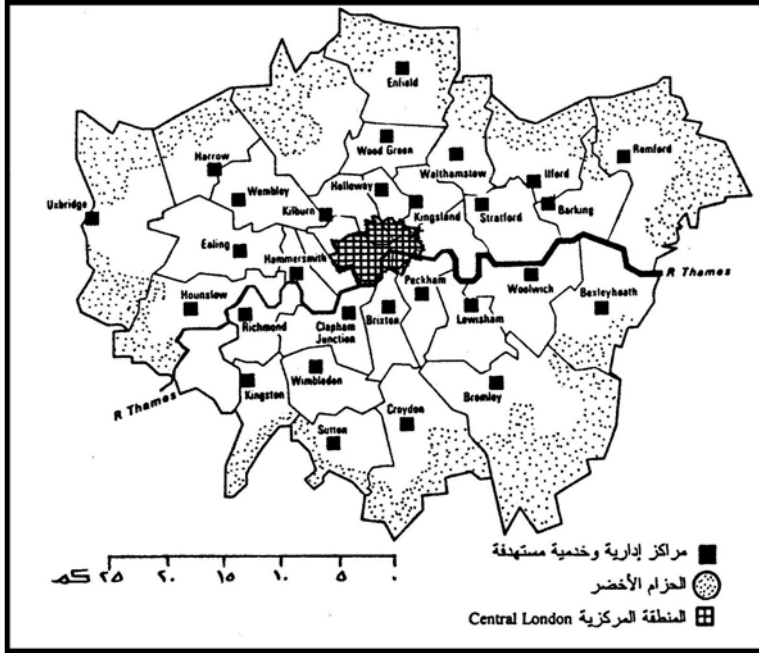 Enfield
Wood Green
Walthamstow
Ilford
Remford
Harrow
Wembley
Holloway
Kilburn
Kingsland
Stratford
Barking
Uxbridge
Ealing
Hammersmith
Peckham
Woolwich
R Thames
Bexleyheath
Hounslow
Richmond
Clapham
Junction
Brixton
Lewisham
Kingston
Wimbledon
Bromley
R Thames
Croydon
Sutton
مراكز إدارية وخدمية مستهدفة
الحزام الأخضر
المنطقة المركزية Central London
٠ ٥ ١٠ ١٥ ٢٠ ٢٥ كم